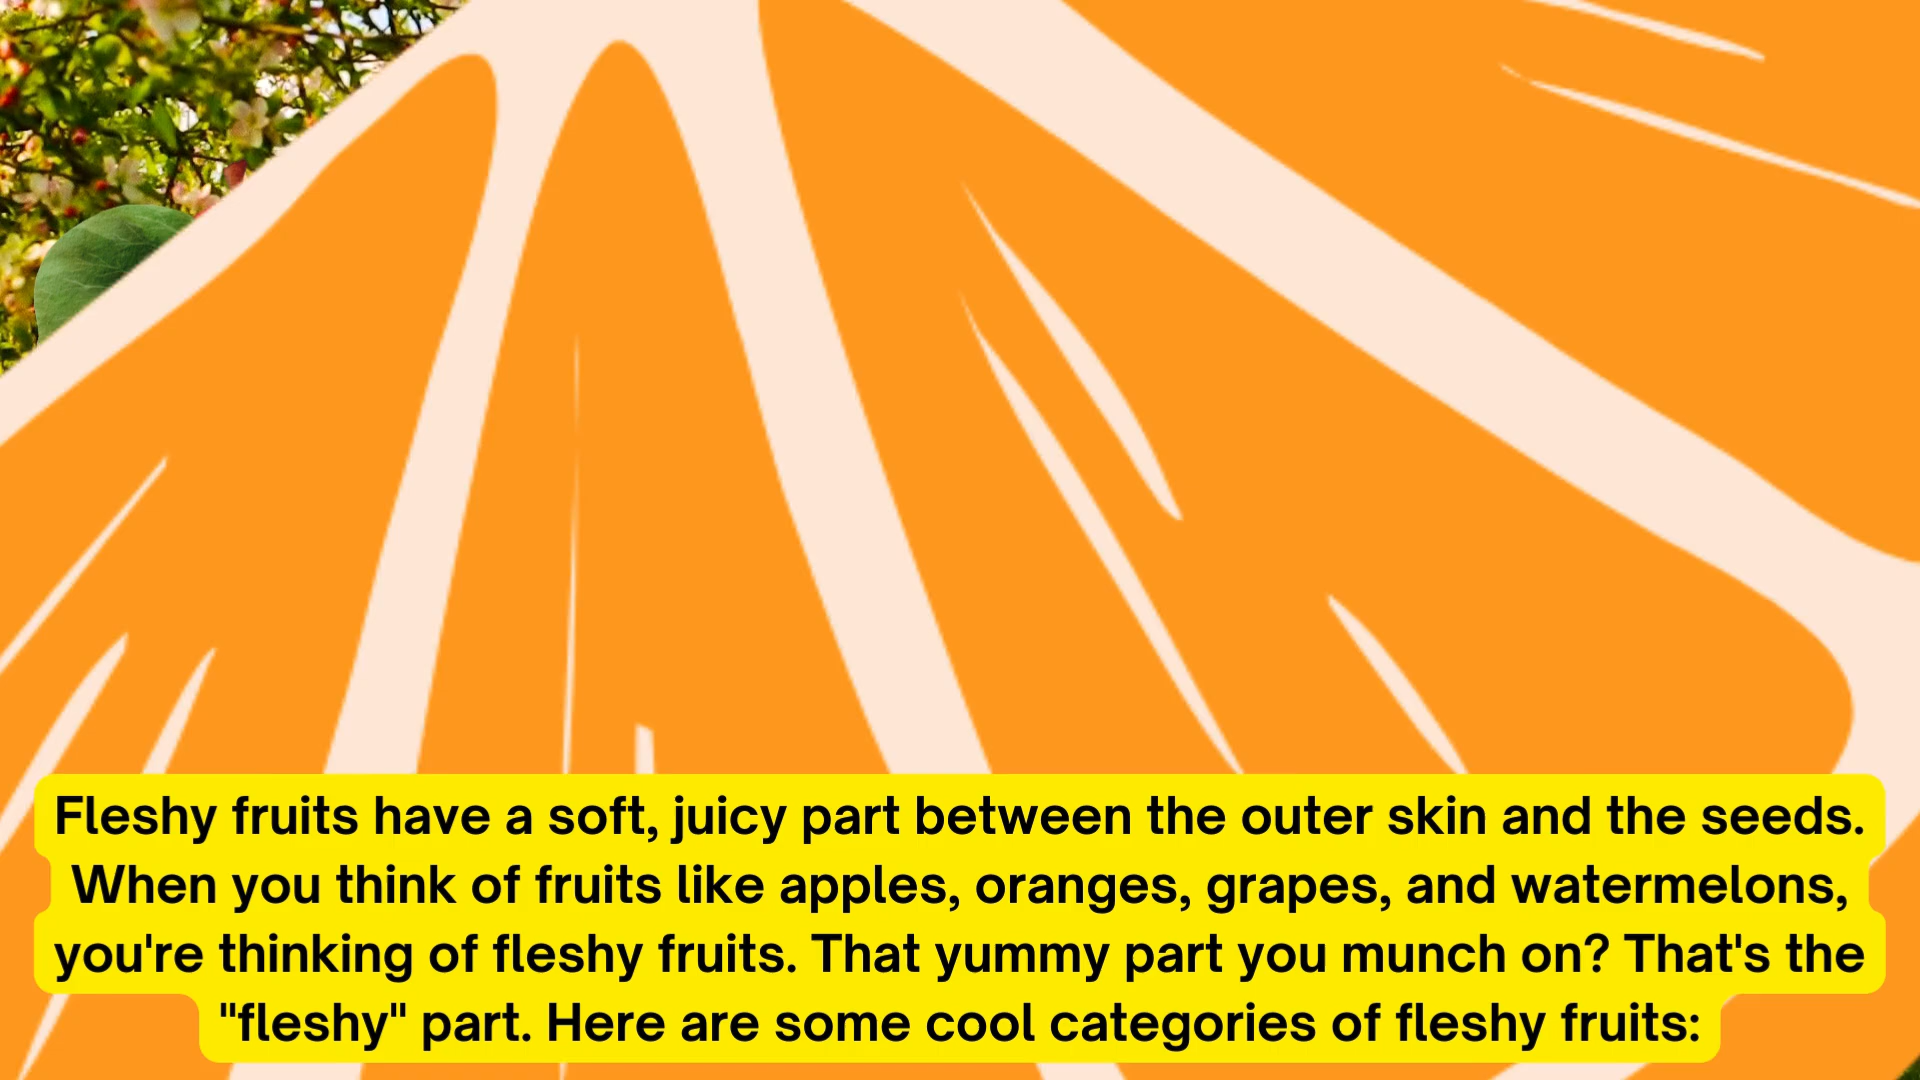 Fleshy fruits have a soft, juicy part between the outer skin and the seeds.
When you think of fruits like apples, oranges, grapes, and watermelons,
you're thinking of fleshy fruits. That yummy part you munch on? That's the
"fleshy" part. Here are some cool categories of fleshy fruits: